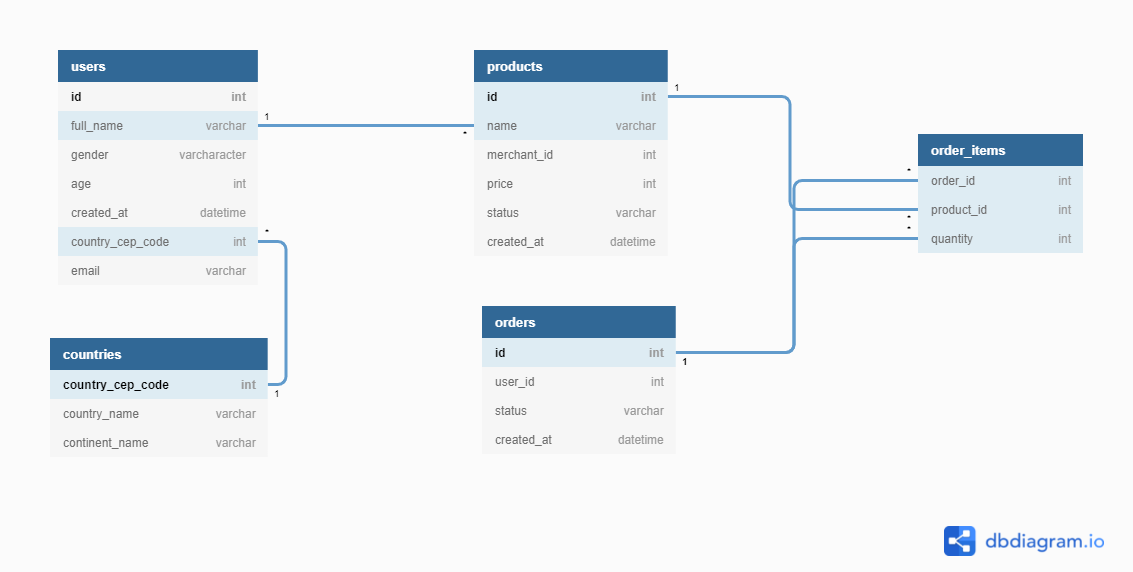 users
id int
full_name varchar
gender varcharacter
age int
created_at datetime
country_cep_code int
email varchar
countries
country_cep_code int
country_name varchar
continent_name varchar
products
id int
name varchar
merchant_id int
price int
status varchar
created_at datetime
orders
id int
user_id int
status varchar
created_at datetime
order_items
order_id int
product_id int
quantity int
1
*
*
1
1
*
*
*
1
dbdiagram.io